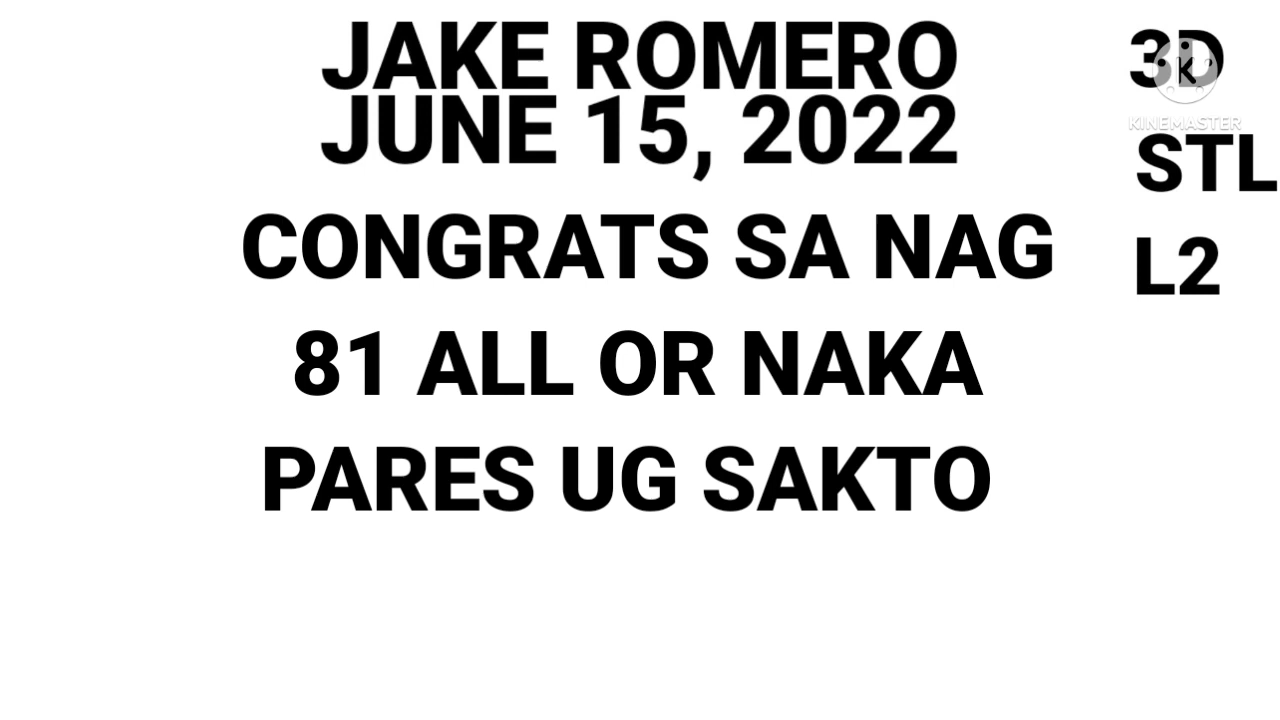 JAKE ROMERO
JUNE 15, 2022
CONGRATS SA NAG
81 ALL OR NAKA
PARES UG SAKTO
3D
KINEMASTER
STL
L2